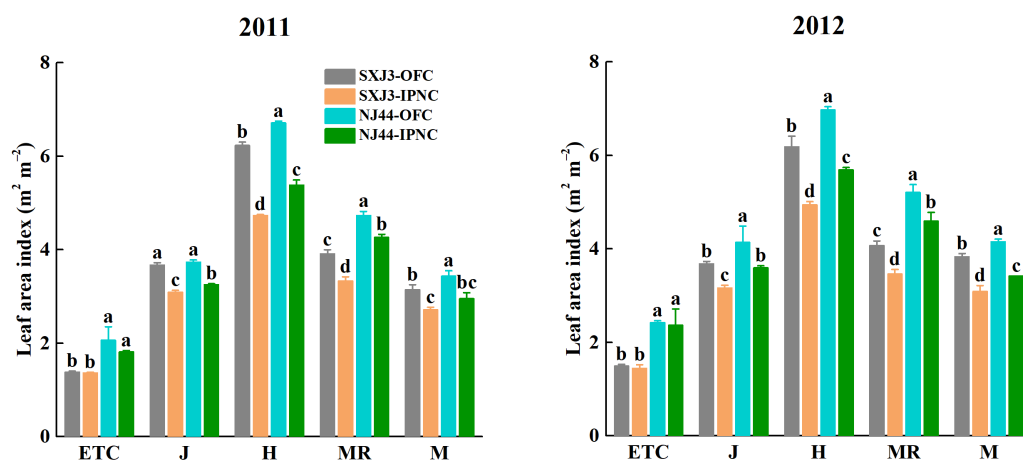 2011
Leaf area index (m² m⁻²)
8
6
4
2
0
SXJ3-OFC
SXJ3-IPNC
NJ44-OFC
NJ44-IPNC
b b a a
a c a b
b d a c
b d a b
b c a bc
ETC J H MR M
2012
Leaf area index (m² m⁻²)
8
6
4
2
0
b b a a
b c a b
b d a c
c d a b
b d a c
ETC J H MR M